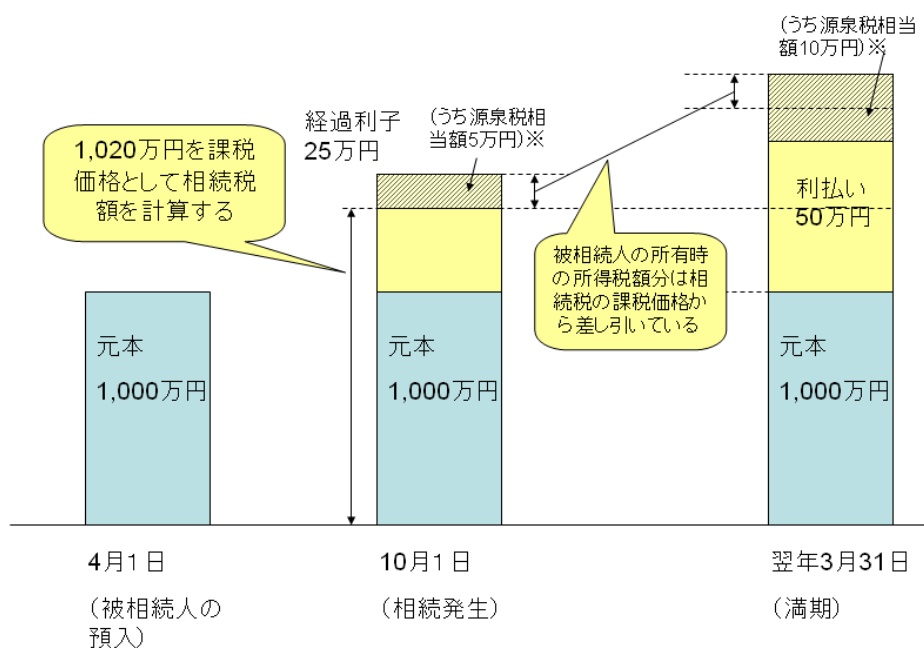 (うち源泉税相当
額10万円)※
経過利子
25万円
(うち源泉税相
当額5万円)※
1,020万円を課税
価格として相続税
額を計算する
利払い
50万円
被相続人の所有時
の所得税額分は相
続税の課税価格か
ら差し引いている
元本
1,000万円
元本
1,000万円
元本
1,000万円
4月1日
(被相続人の
預入)
10月1日
(相続発生)
翌年3月31日
(満期)